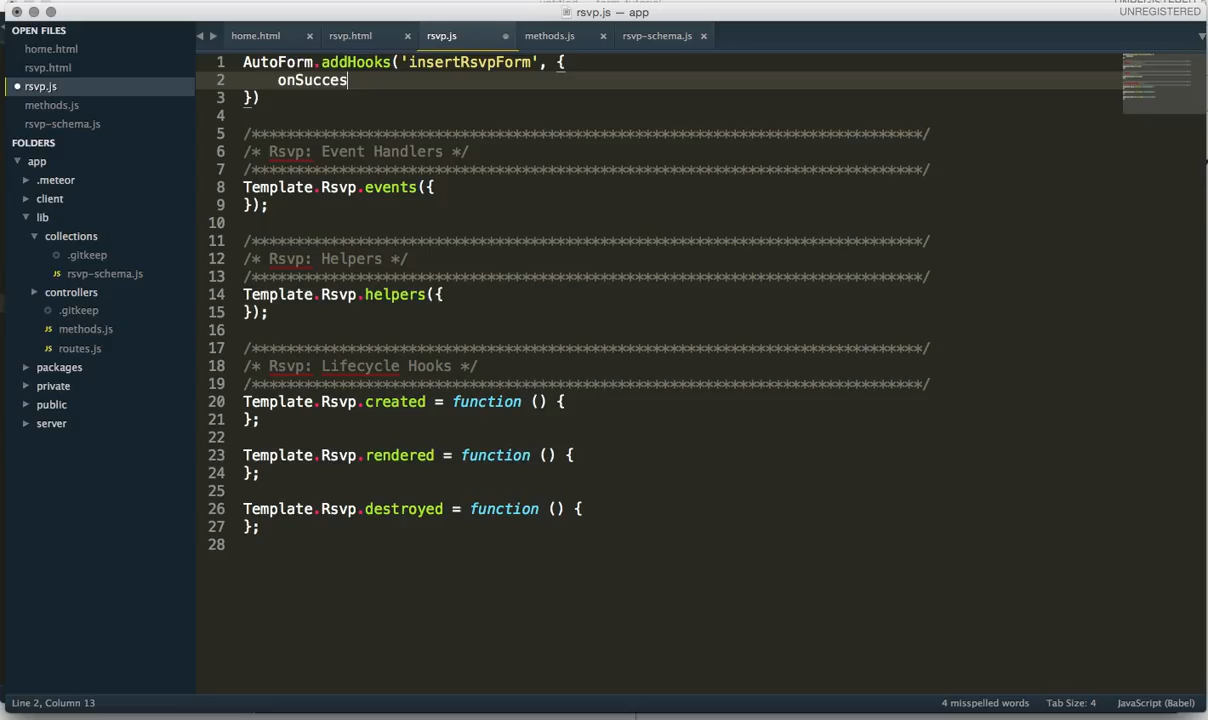 rsvp.js — app
UNREGISTERED
OPEN FILES
home.html
rsvp.html
rsvp.js
methods.js
rsvp-schema.js
FOLDERS
app
.meteor
client
lib
collections
.gitkeep
rsvp-schema.js
controllers
.gitkeep
methods.js
routes.js
packages
private
public
server
home.html
rsvp.html
rsvp.js
methods.js
rsvp-schema.js
1 AutoForm.addHooks('insertRsvpForm', {
2 onSucces
3 })
4
5 /*****************************************************************************/
6 /* Rsvp: Event Handlers */
7 /*****************************************************************************/
8 Template.Rsvp.events({
9 });
10
11 /*****************************************************************************/
12 /* Rsvp: Helpers */
13 /*****************************************************************************/
14 Template.Rsvp.helpers({
15 });
16
17 /*****************************************************************************/
18 /* Rsvp: Lifecycle Hooks */
19 /*****************************************************************************/
20 Template.Rsvp.created = function () {
21 };
22
23 Template.Rsvp.rendered = function () {
24 };
25
26 Template.Rsvp.destroyed = function () {
27 };
28
Line 2, Column 13
4 misspelled words
Tab Size: 4
JavaScript (Babel)